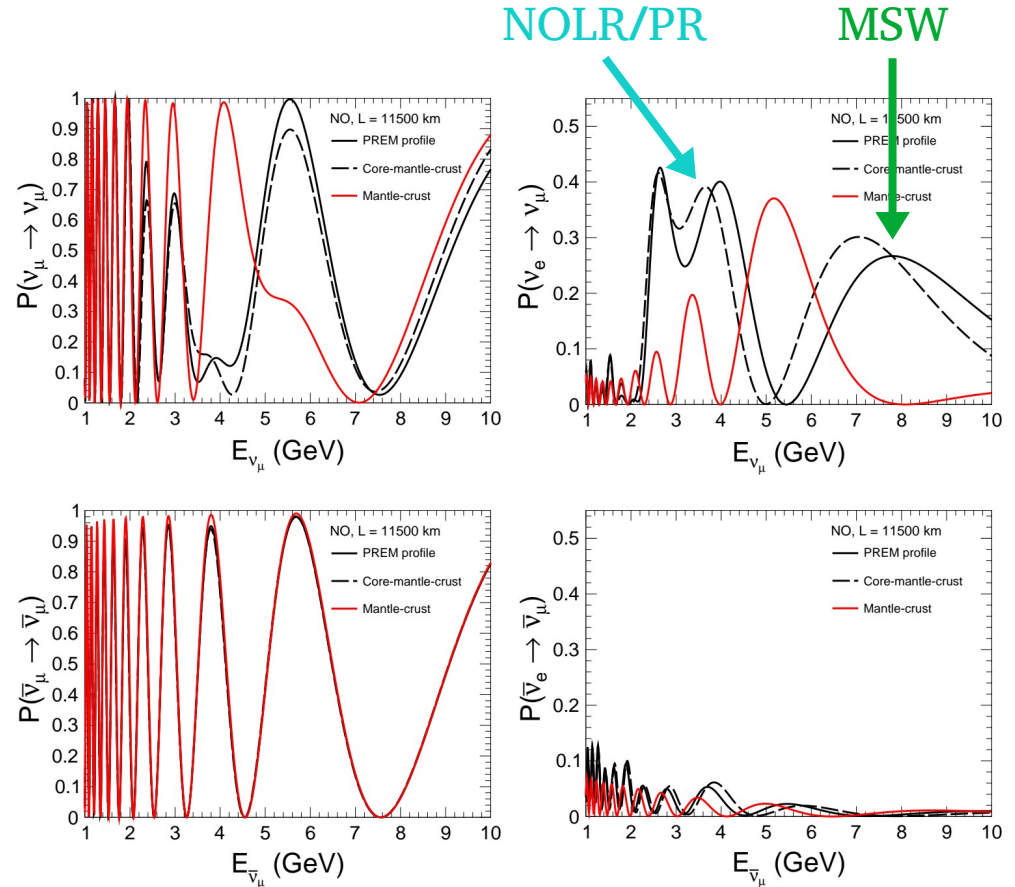 NOLR/PR
MSW
P(νμ → νμ)
1
0.9
0.8
0.7
0.6
0.5
0.4
0.3
0.2
0.1
0
NO, L = 11500 km
PREM profile
Core-mantle-crust
Mantle-crust
1 2 3 4 5 6 7 8 9 10
Eνμ (GeV)
P(νe → νμ)
0.5
0.4
0.3
0.2
0.1
0
NO, L = 11500 km
PREM profile
Core-mantle-crust
Mantle-crust
1 2 3 4 5 6 7 8 9 10
Eνμ (GeV)
P(ν̅μ → ν̅μ)
1
0.9
0.8
0.7
0.6
0.5
0.4
0.3
0.2
0.1
0
NO, L = 11500 km
PREM profile
Core-mantle-crust
Mantle-crust
1 2 3 4 5 6 7 8 9 10
Eν̅μ (GeV)
P(ν̅e → ν̅μ)
0.5
0.4
0.3
0.2
0.1
0
NO, L = 11500 km
PREM profile
Core-mantle-crust
Mantle-crust
1 2 3 4 5 6 7 8 9 10
Eν̅μ (GeV)